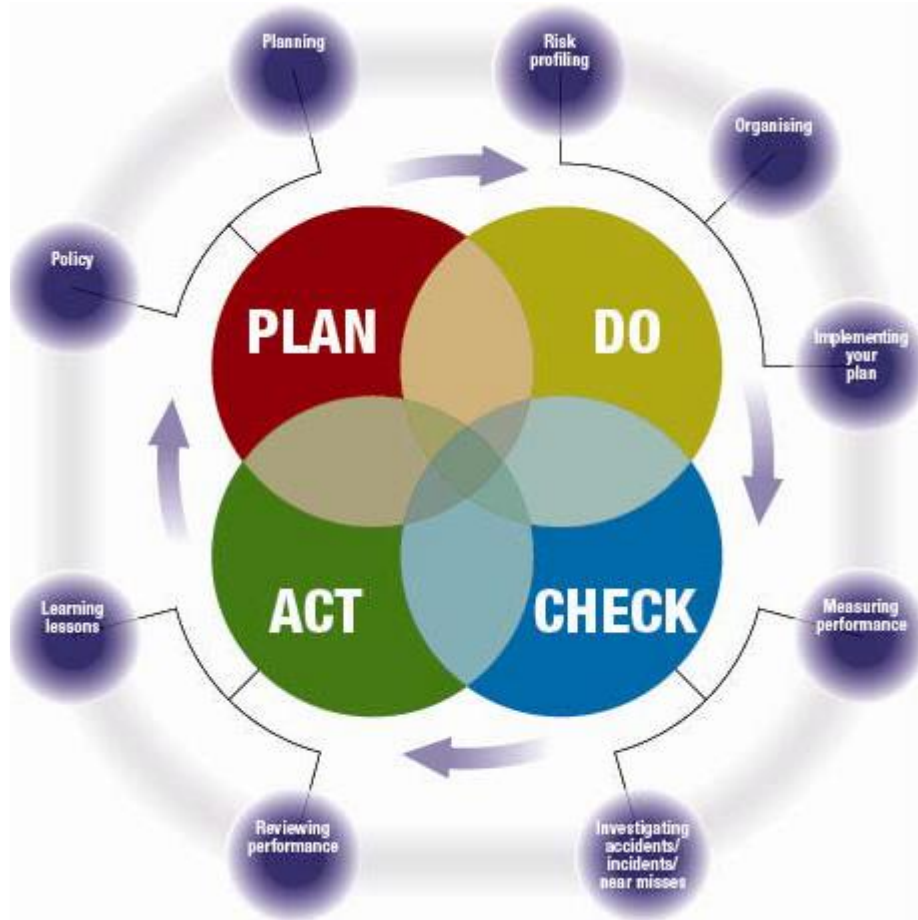 Planning
Risk
profiling
Organising
Policy
PLAN
DO
Implementing
your
plan
Learning
lessons
ACT
CHECK
Measuring
performance
Reviewing
performance
Investigating
accidents/
incidents/
near misses